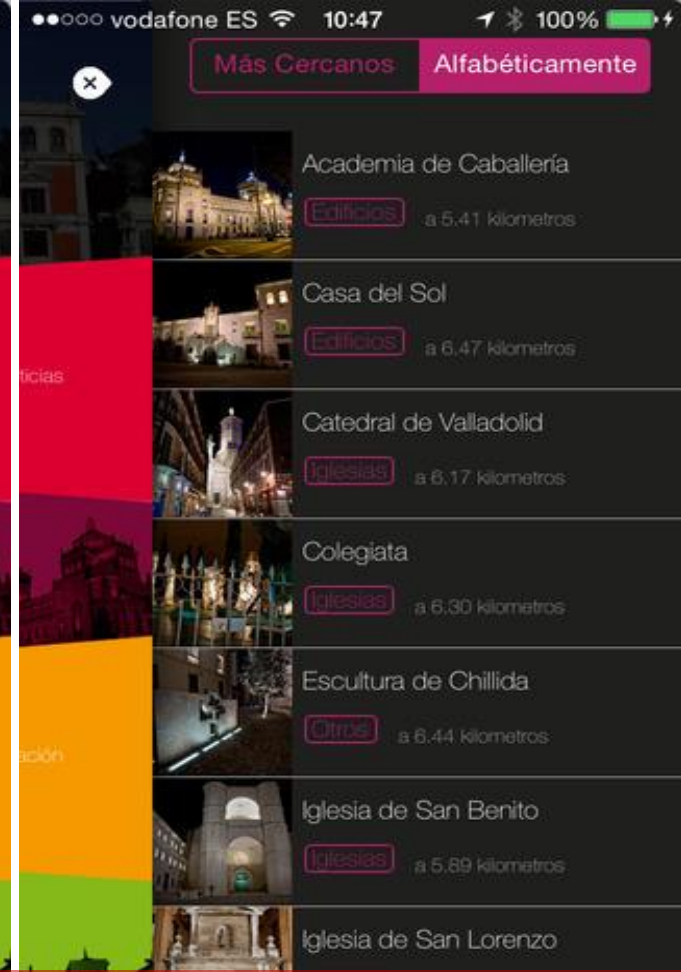 vodafone ES 10:47 100%
Más Cercanos Alfabéticamente
Academia de Caballería
Edificios a 5.41 kilometros
Casa del Sol
Edificios a 6.47 kilometros
ticias
Catedral de Valladolid
Iglesias a 6.17 kilometros
Colegiata
Iglesias a 6.30 kilometros
Escultura de Chillida
Otros a 6.44 kilometros
ación
Iglesia de San Benito
Iglesias a 5.89 kilometros
Iglesia de San Lorenzo